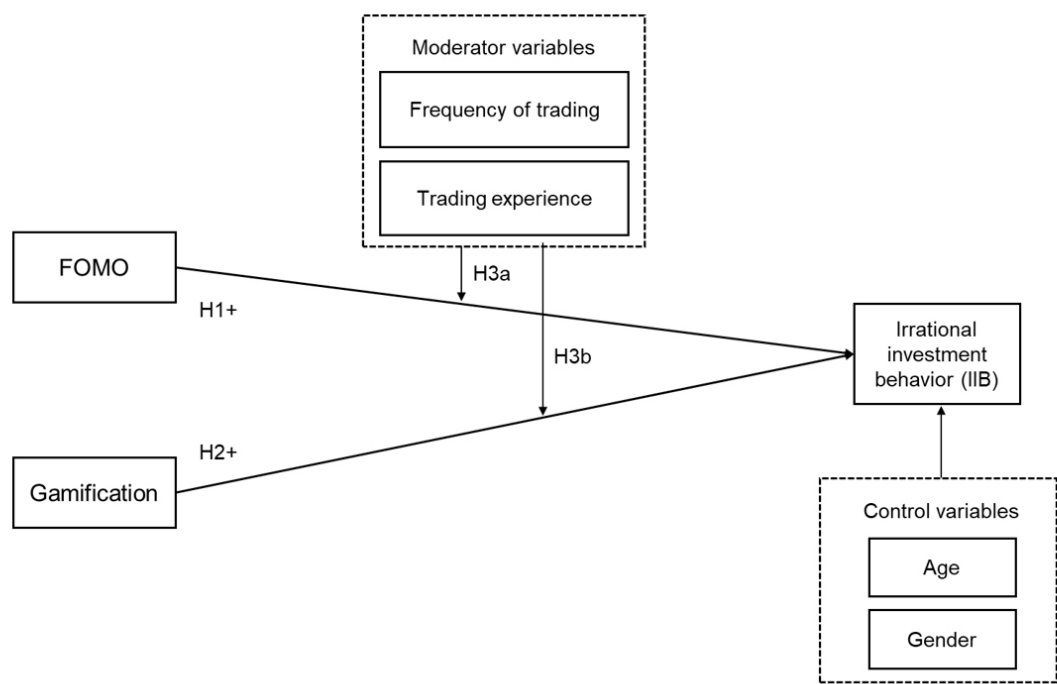 Moderator variables
Frequency of trading
Trading experience
FOMO
H3a
H1+
Irrational
investment
behavior (IIB)
H3b
H2+
Gamification
Control variables
Age
Gender